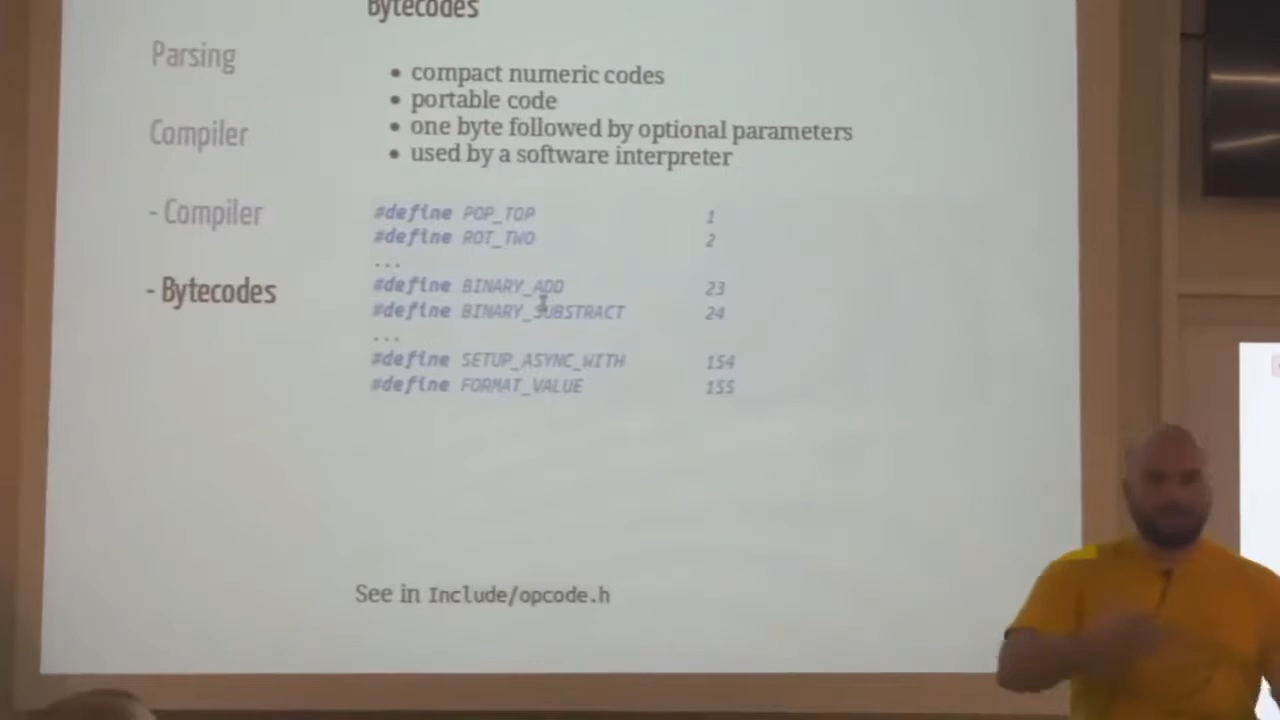 Bytecodes
Parsing
Compiler
- Compiler
- Bytecodes
• compact numeric codes
• portable code
• one byte followed by optional parameters
• used by a software interpreter
#define POP_TOP 1
#define ROT_TWO 2
...
#define BINARY_ADD 23
#define BINARY_SUBSTRACT 24
...
#define SETUP_ASYNC_WITH 154
#define FORMAT_VALUE 155
See in Include/opcode.h